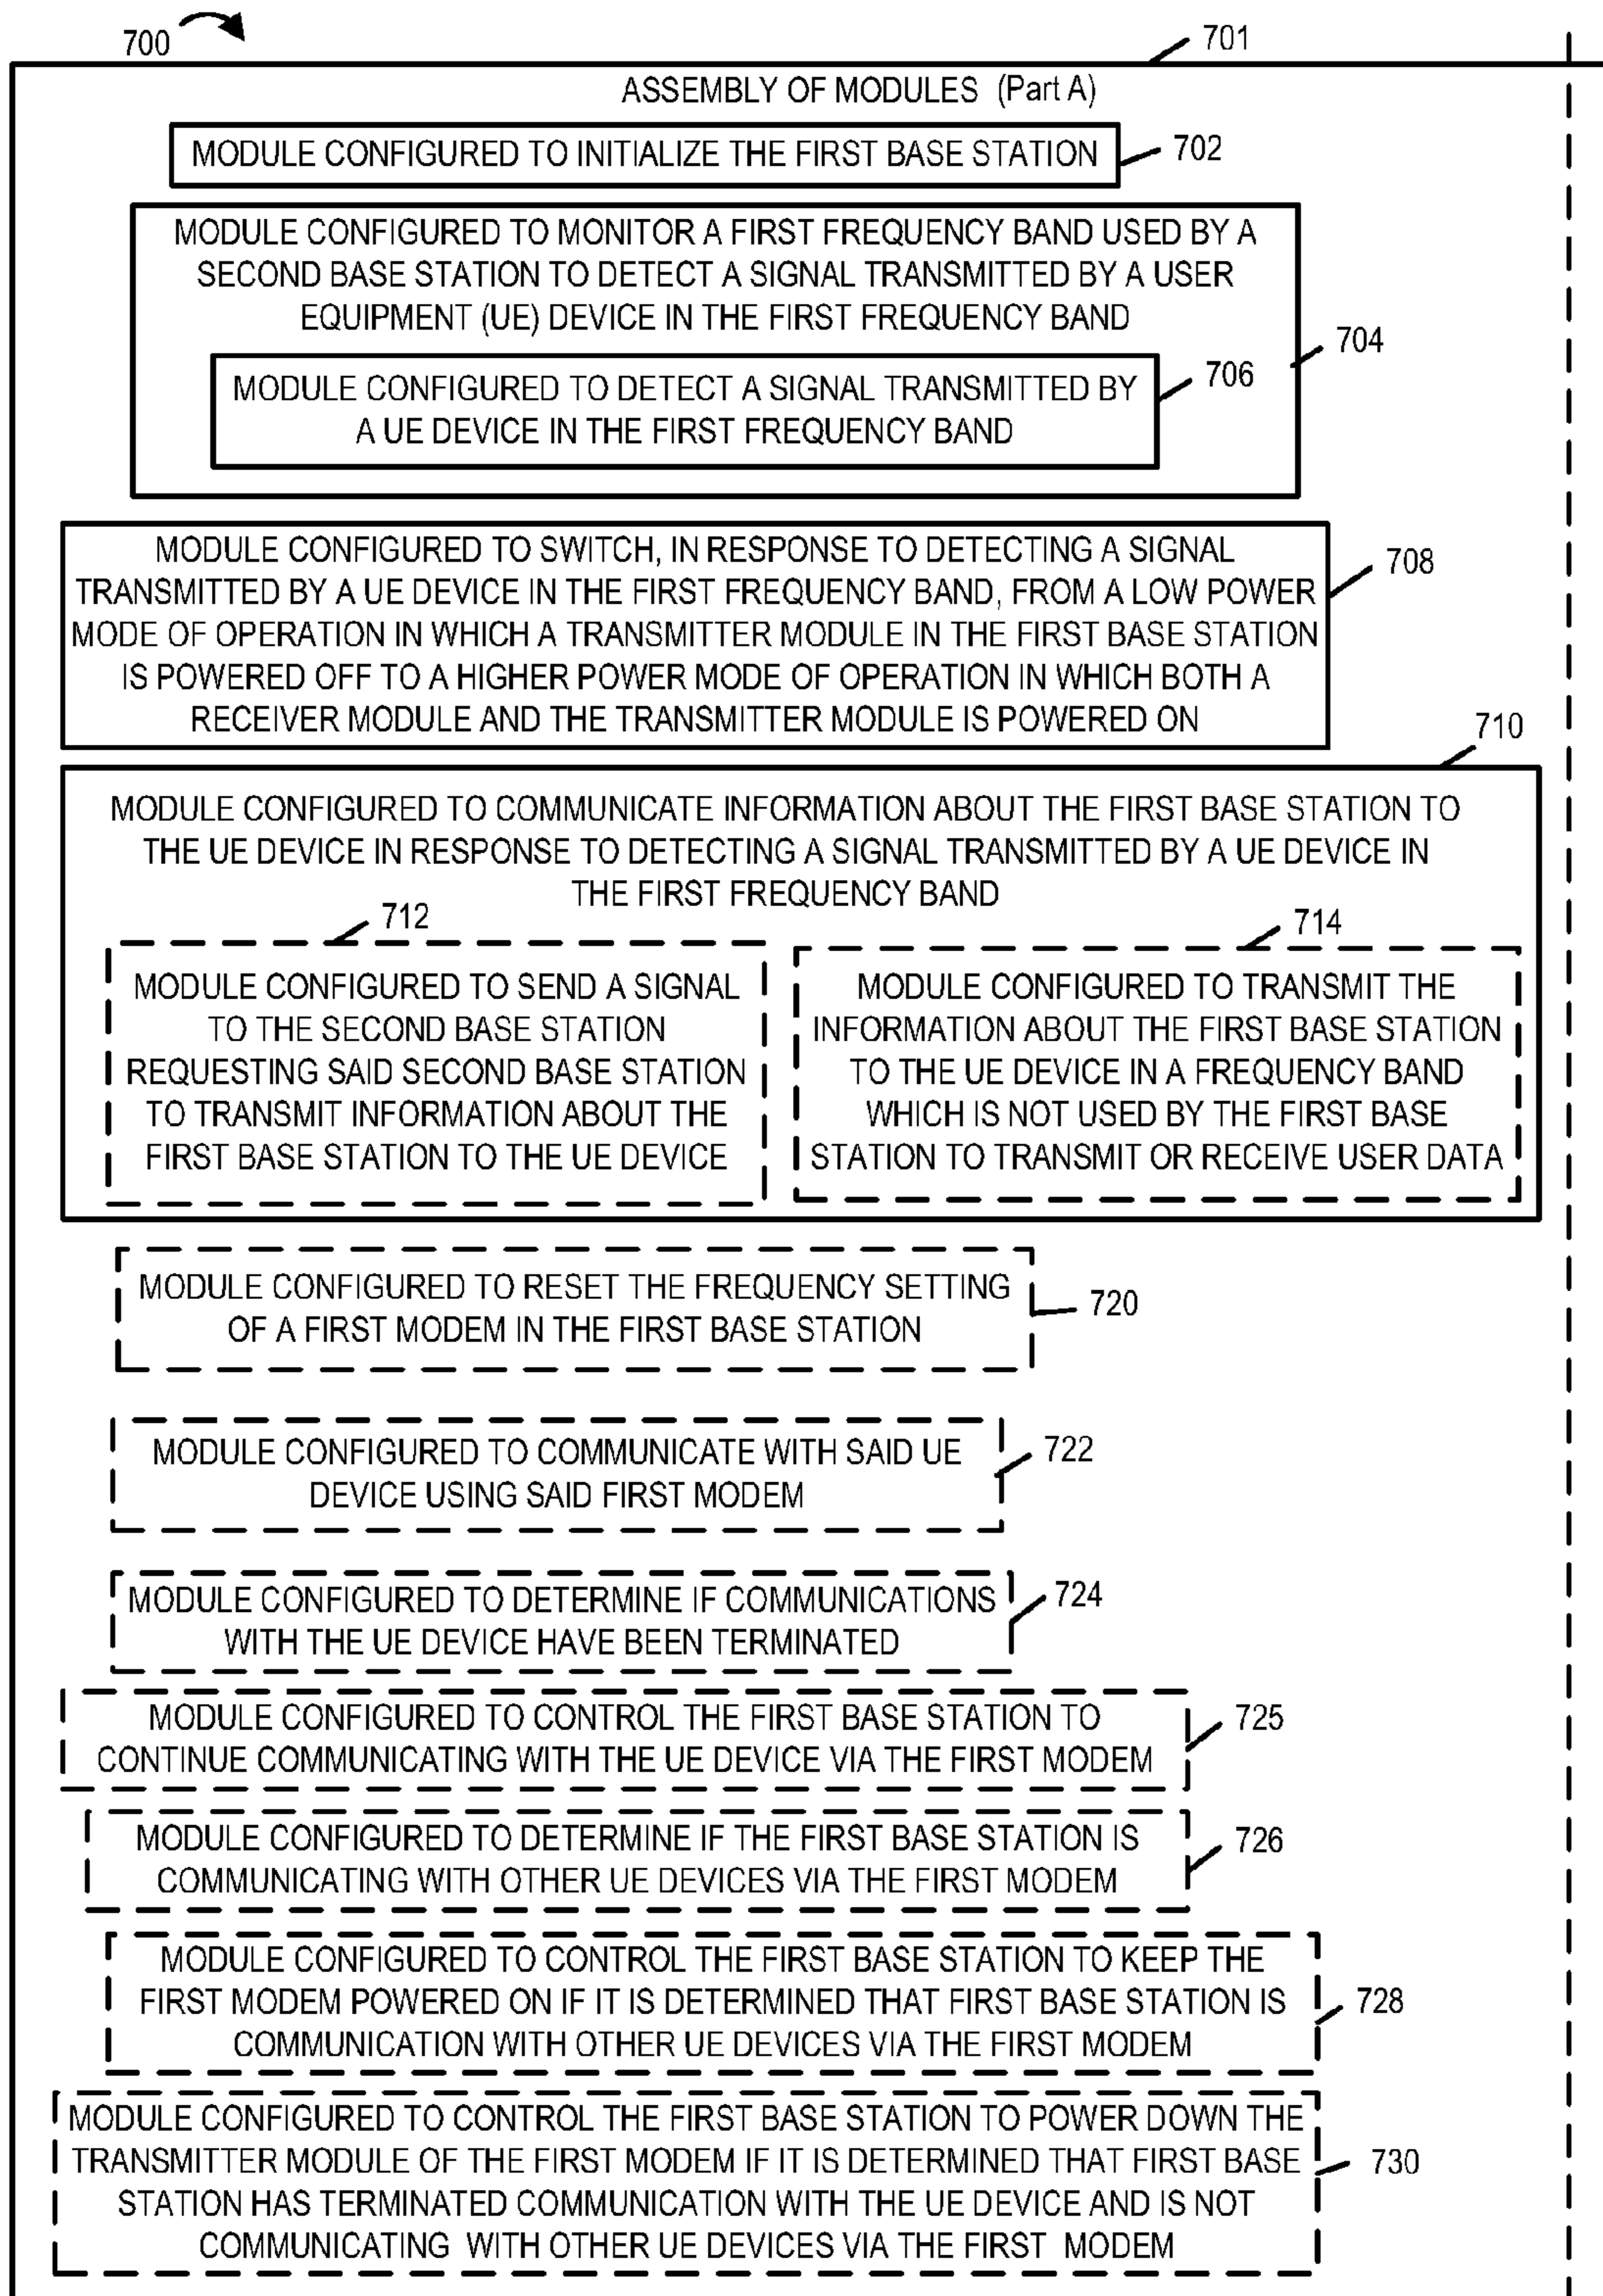 700
701
ASSEMBLY OF MODULES (Part A)
MODULE CONFIGURED TO INITIALIZE THE FIRST BASE STATION
702
MODULE CONFIGURED TO MONITOR A FIRST FREQUENCY BAND USED BY A
SECOND BASE STATION TO DETECT A SIGNAL TRANSMITTED BY A USER
EQUIPMENT (UE) DEVICE IN THE FIRST FREQUENCY BAND
704
MODULE CONFIGURED TO DETECT A SIGNAL TRANSMITTED BY
A UE DEVICE IN THE FIRST FREQUENCY BAND
706
MODULE CONFIGURED TO SWITCH, IN RESPONSE TO DETECTING A SIGNAL
TRANSMITTED BY A UE DEVICE IN THE FIRST FREQUENCY BAND, FROM A LOW POWER
MODE OF OPERATION IN WHICH A TRANSMITTER MODULE IN THE FIRST BASE STATION
IS POWERED OFF TO A HIGHER POWER MODE OF OPERATION IN WHICH BOTH A
RECEIVER MODULE AND THE TRANSMITTER MODULE IS POWERED ON
708
710
MODULE CONFIGURED TO COMMUNICATE INFORMATION ABOUT THE FIRST BASE STATION TO
THE UE DEVICE IN RESPONSE TO DETECTING A SIGNAL TRANSMITTED BY A UE DEVICE IN
THE FIRST FREQUENCY BAND
712
MODULE CONFIGURED TO SEND A SIGNAL
TO THE SECOND BASE STATION
REQUESTING SAID SECOND BASE STATION
TO TRANSMIT INFORMATION ABOUT THE
FIRST BASE STATION TO THE UE DEVICE
714
MODULE CONFIGURED TO TRANSMIT THE
INFORMATION ABOUT THE FIRST BASE STATION
TO THE UE DEVICE IN A FREQUENCY BAND
WHICH IS NOT USED BY THE FIRST BASE
STATION TO TRANSMIT OR RECEIVE USER DATA
MODULE CONFIGURED TO RESET THE FREQUENCY SETTING
OF A FIRST MODEM IN THE FIRST BASE STATION
720
MODULE CONFIGURED TO COMMUNICATE WITH SAID UE
DEVICE USING SAID FIRST MODEM
722
MODULE CONFIGURED TO DETERMINE IF COMMUNICATIONS
WITH THE UE DEVICE HAVE BEEN TERMINATED
724
MODULE CONFIGURED TO CONTROL THE FIRST BASE STATION TO
CONTINUE COMMUNICATING WITH THE UE DEVICE VIA THE FIRST MODEM
725
MODULE CONFIGURED TO DETERMINE IF THE FIRST BASE STATION IS
COMMUNICATING WITH OTHER UE DEVICES VIA THE FIRST MODEM
726
MODULE CONFIGURED TO CONTROL THE FIRST BASE STATION TO KEEP THE
FIRST MODEM POWERED ON IF IT IS DETERMINED THAT FIRST BASE STATION IS
COMMUNICATION WITH OTHER UE DEVICES VIA THE FIRST MODEM
728
MODULE CONFIGURED TO CONTROL THE FIRST BASE STATION TO POWER DOWN THE
TRANSMITTER MODULE OF THE FIRST MODEM IF IT IS DETERMINED THAT FIRST BASE
STATION HAS TERMINATED COMMUNICATION WITH THE UE DEVICE AND IS NOT
COMMUNICATING WITH OTHER UE DEVICES VIA THE FIRST MODEM
730